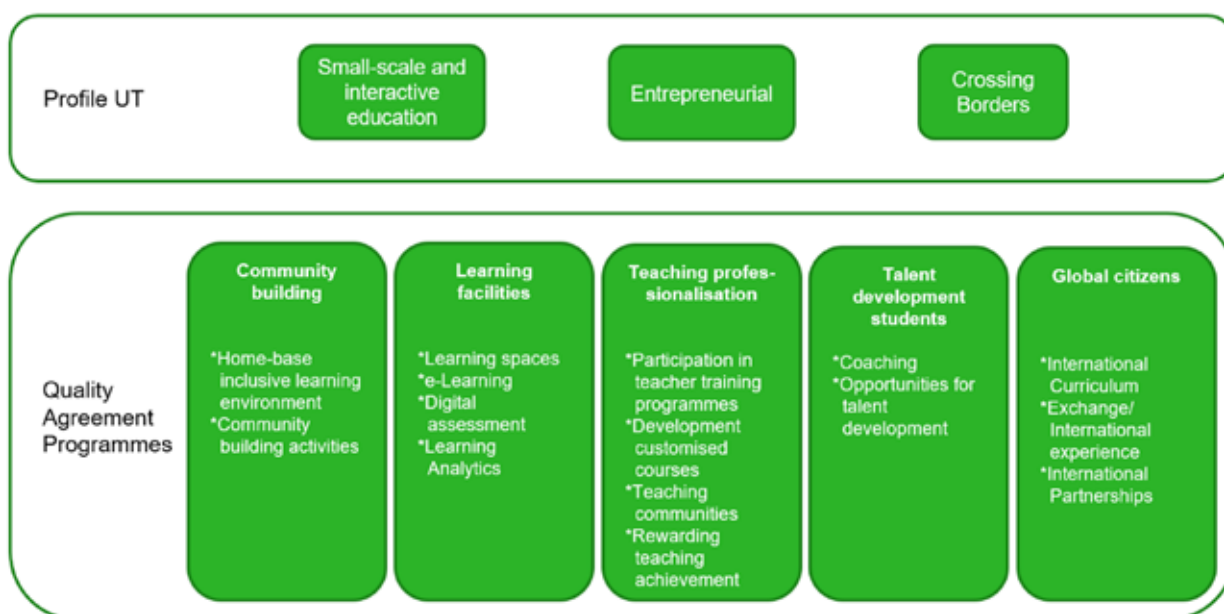 Profile UT
Small-scale and
interactive
education
Entrepreneurial
Crossing
Borders
Quality
Agreement
Programmes
Community
building
*Home-base
inclusive learning
environment
*Community
building activities
Learning
facilities
*Learning spaces
*e-Learning
*Digital
assessment
*Learning
Analytics
Teaching profes-
sionalisation
*Participation in
teacher training
programmes
*Development
customised
courses
*Teaching
communities
*Rewarding
teaching
achievement
Talent
development
students
*Coaching
*Opportunities for
talent
development
Global citizens
*International
Curriculum
*Exchange/
International
experience
*International
Partnerships